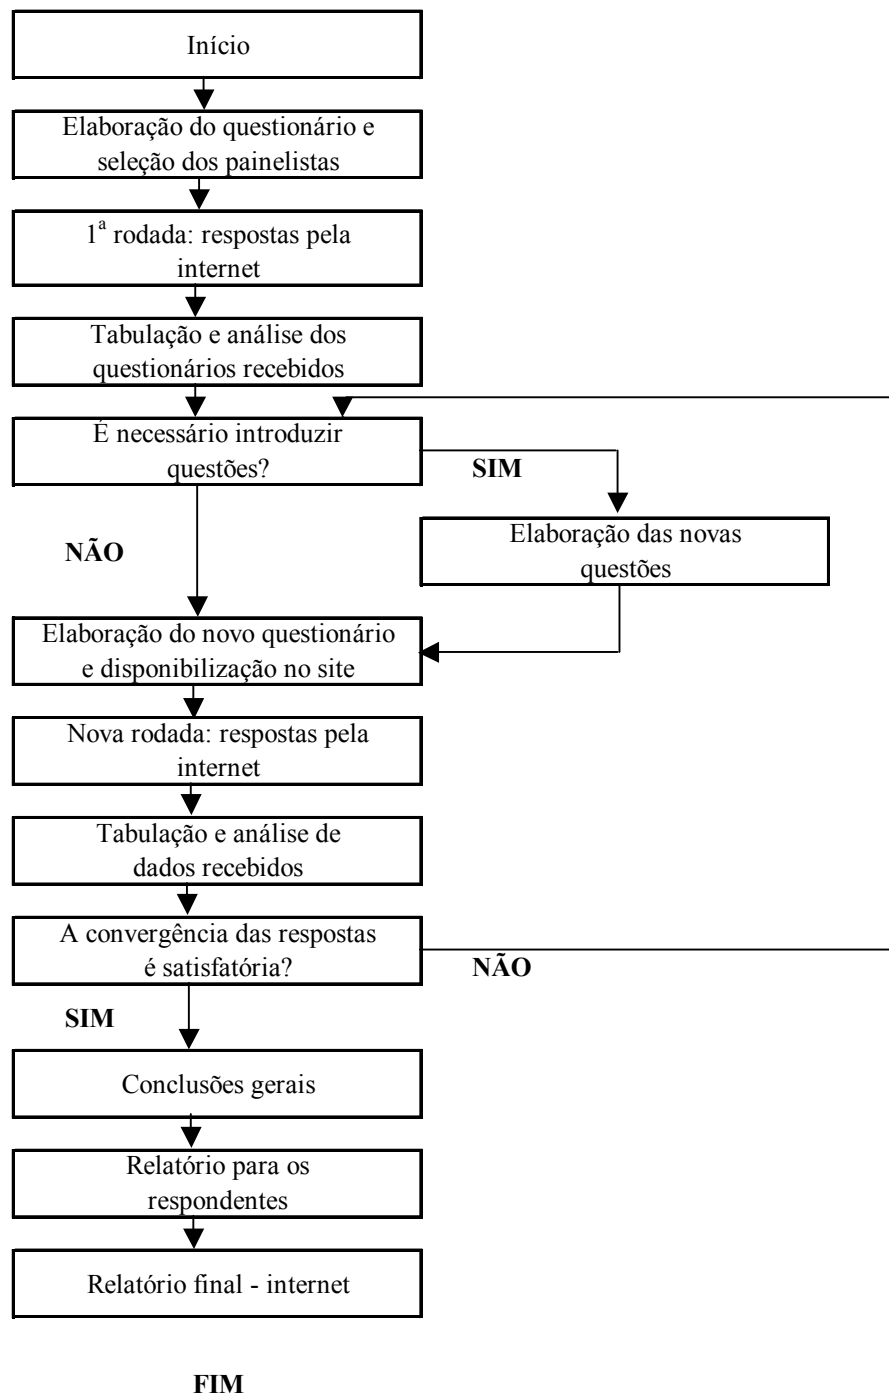 Início
Elaboração do questionário e
seleção dos painelistas
1ª rodada: respostas pela
internet
Tabulação e análise dos
questionários recebidos
É necessário introduzir
questões?
SIM
Elaboração das novas
questões
NÃO
Elaboração do novo questionário
e disponibilização no site
Nova rodada: respostas pela
internet
Tabulação e análise de
dados recebidos
A convergência das respostas
é satisfatória?
NÃO
SIM
Conclusões gerais
Relatório para os
respondentes
Relatório final - internet
FIM